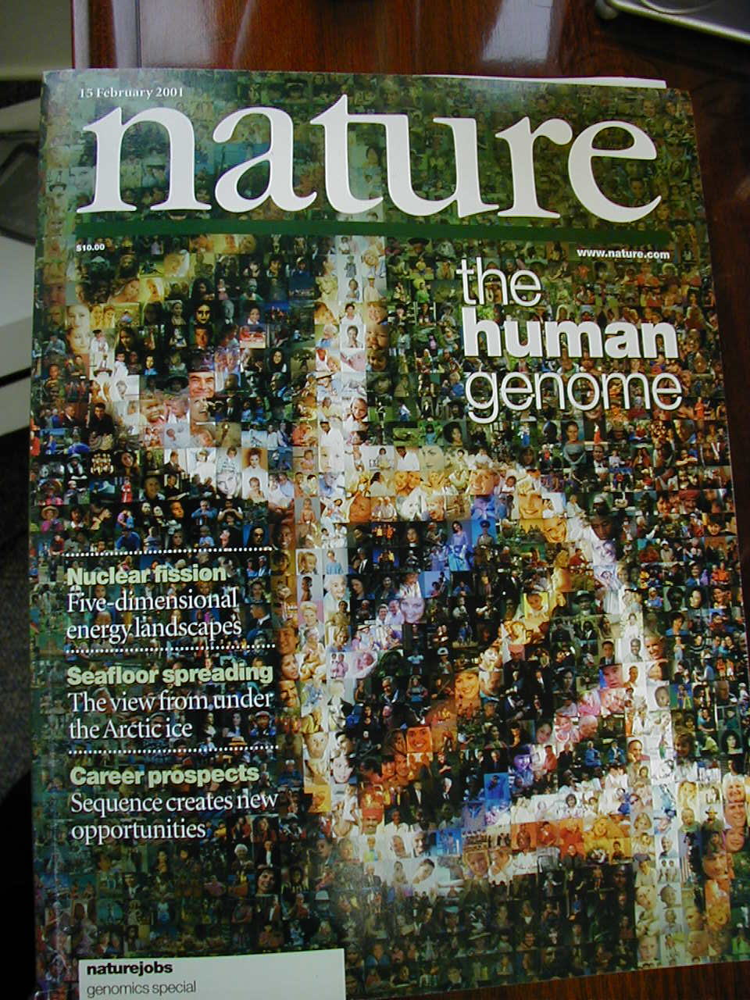 15 February 2001
nature
$10.00
www.nature.com
the
human
genome
Nuclear fission
Five-dimensional
energy landscapes
Seafloor spreading
The view from under
the Arctic ice
Career prospects
Sequence creates new
opportunities
naturejobs
genomics special